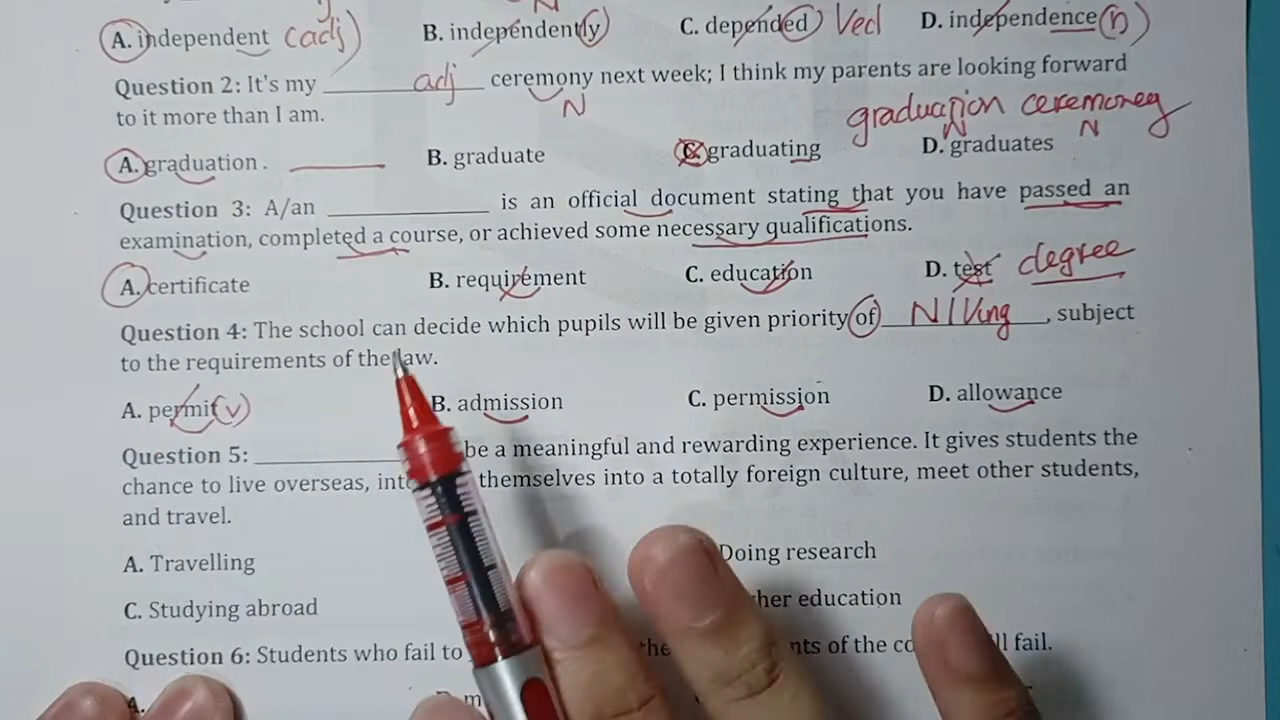 N
A. independent (adj)
B. independently
C. depended Ved
D. independence (n)
Question 2: It's my adj ceremony next week; I think my parents are looking forward
N
to it more than I am.
graduation ceremoney
N N
A. graduation.
B. graduate
C. graduating
D. graduates
Question 3: A/an is an official document stating that you have passed an
examination, completed a course, or achieved some necessary qualifications.
A. certificate
B. requirement
C. education
D. test degree
Question 4: The school can decide which pupils will be given priority of N/Ving, subject
to the requirements of the law.
A. permit (v)
B. admission
C. permission
D. allowance
Question 5: be a meaningful and rewarding experience. It gives students the
chance to live overseas, themselves into a totally foreign culture, meet other students,
and travel.
A. Travelling
Doing research
C. Studying abroad
education
Question 6: Students who fail to of the fail.
A.